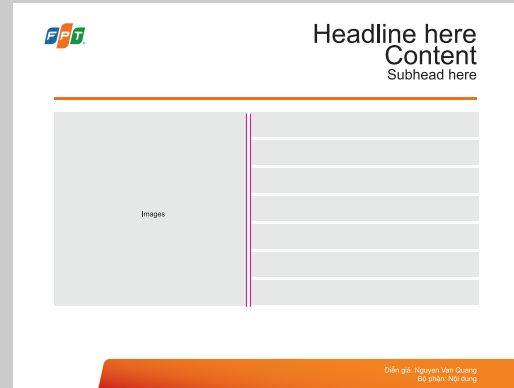 FPT
Headline here
Content
Subhead here
Images
Diễn giả: Nguyen Van Quang
Bộ phận: Nội dung